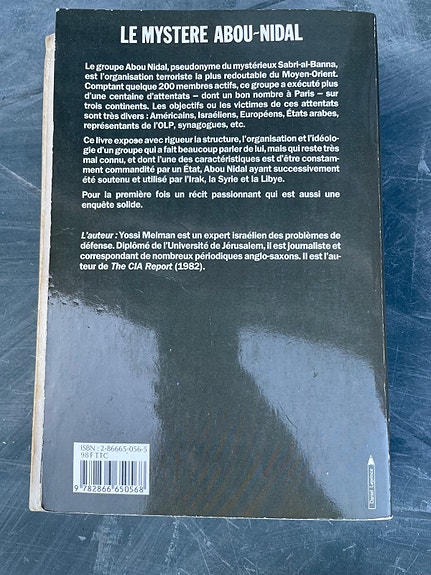 LE MYSTERE ABOU-NIDAL
Le groupe Abou Nidal, pseudonyme du mystérieux Sabri-al-Banna,
est l'organisation terroriste la plus redoutable du Moyen-Orient.
Comptant quelque 200 membres actifs, ce groupe a exécuté plus
d'une centaine d'attentats — dont un bon nombre à Paris — sur
trois continents. Les objectifs ou les victimes de ces attentats
sont très divers : Américains, Israéliens, Européens, États arabes,
représentants de l'OLP, synagogues, etc.
Ce livre expose avec rigueur la structure, l'organisation et l'idéolo-
gie d'un groupe qui a fait beaucoup parler de lui, mais qui reste très
mal connu, et dont l'une des caractéristiques est d'être constam-
ment commandité par un État, Abou Nidal ayant successivement
été soutenu et utilisé par l'Irak, la Syrie et la Libye.
Pour la première fois un récit passionnant qui est aussi une
enquête solide.
L'auteur : Yossi Melman est un expert israélien des problèmes de
défense. Diplômé de l'Université de Jérusalem, il est journaliste et
correspondant de nombreux périodiques anglo-saxons. Il est l'au-
teur de The CIA Report (1982).
ISBN : 2-86665-056-5
98 F TTC
9 782866 650568